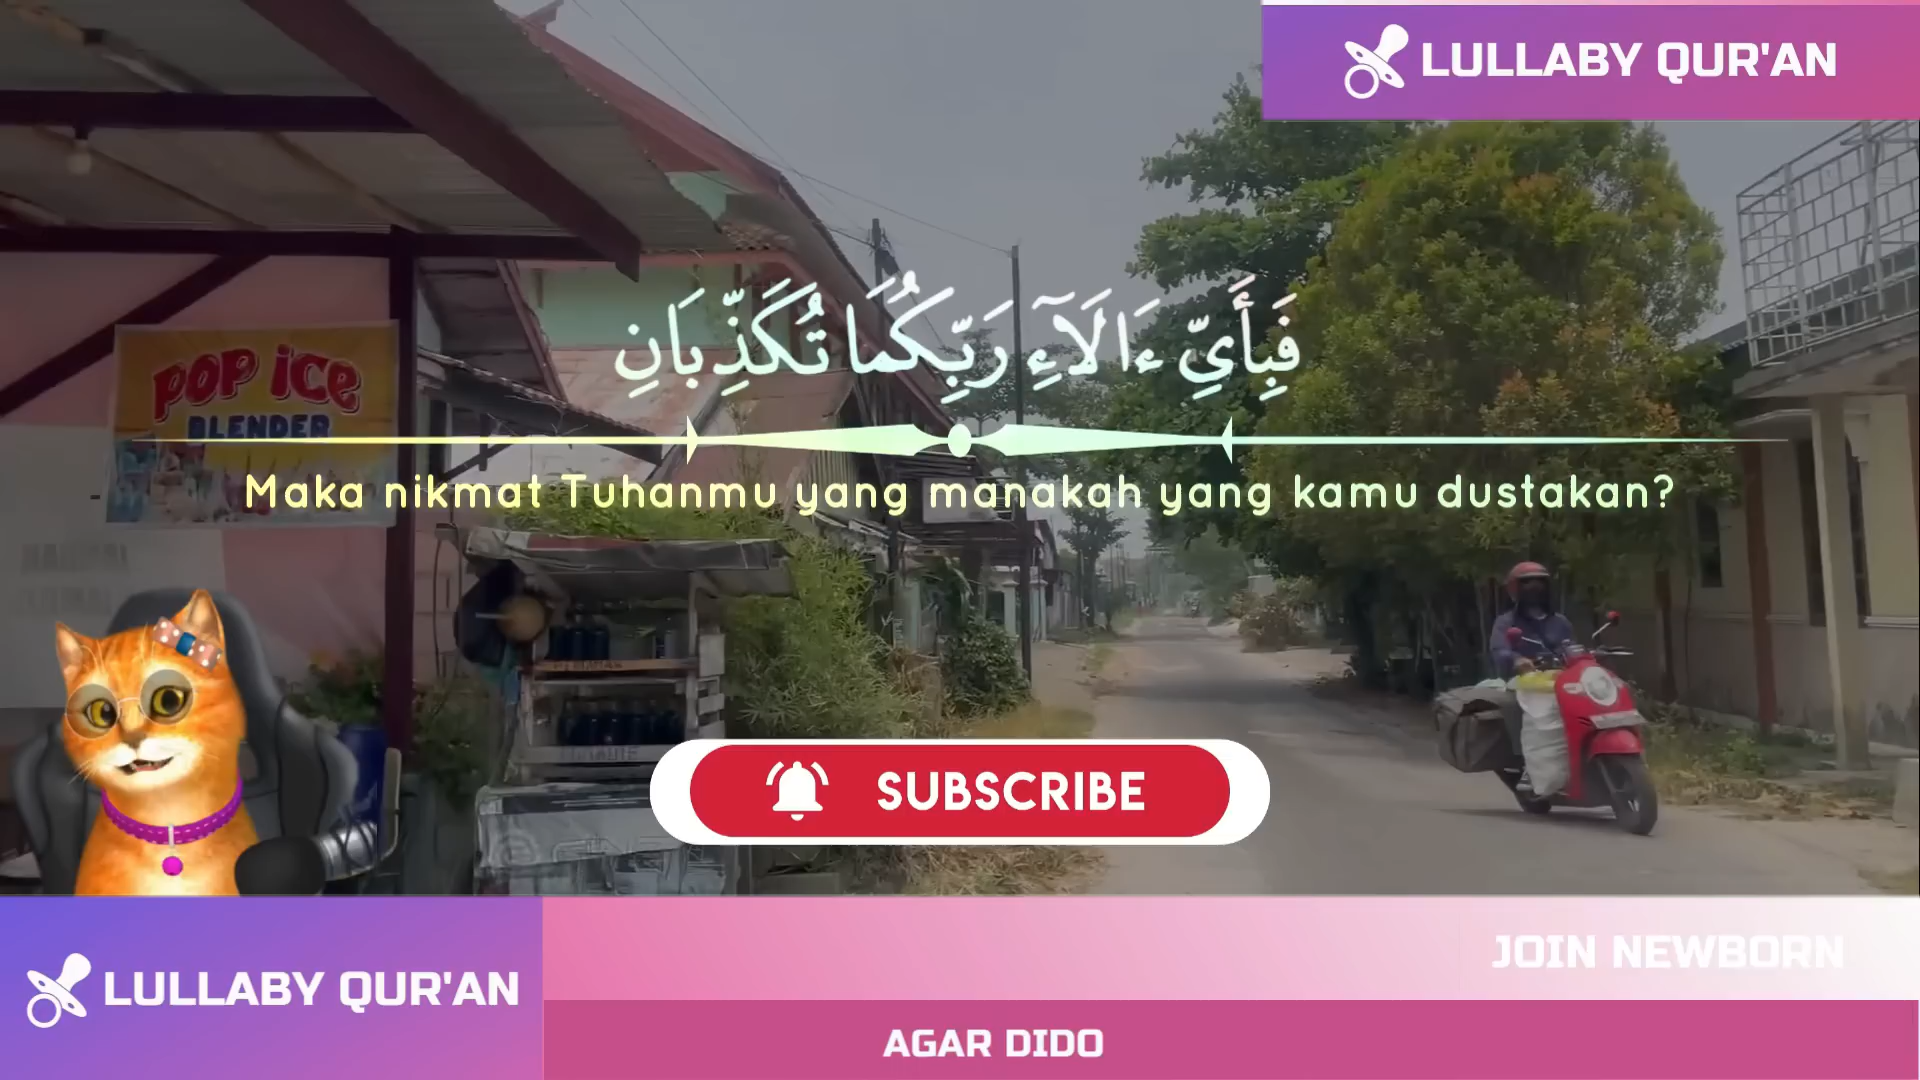 LULLABY QUR'AN
فَبِأَيِّ ءَالَآءِ رَبِّكُمَا تُكَذِّبَانِ
POP ICE
BLENDER
Maka nikmat Tuhanmu yang manakah yang kamu dustakan?
SUBSCRIBE
JOIN NEWBORN
LULLABY QUR'AN
AGAR DIDO